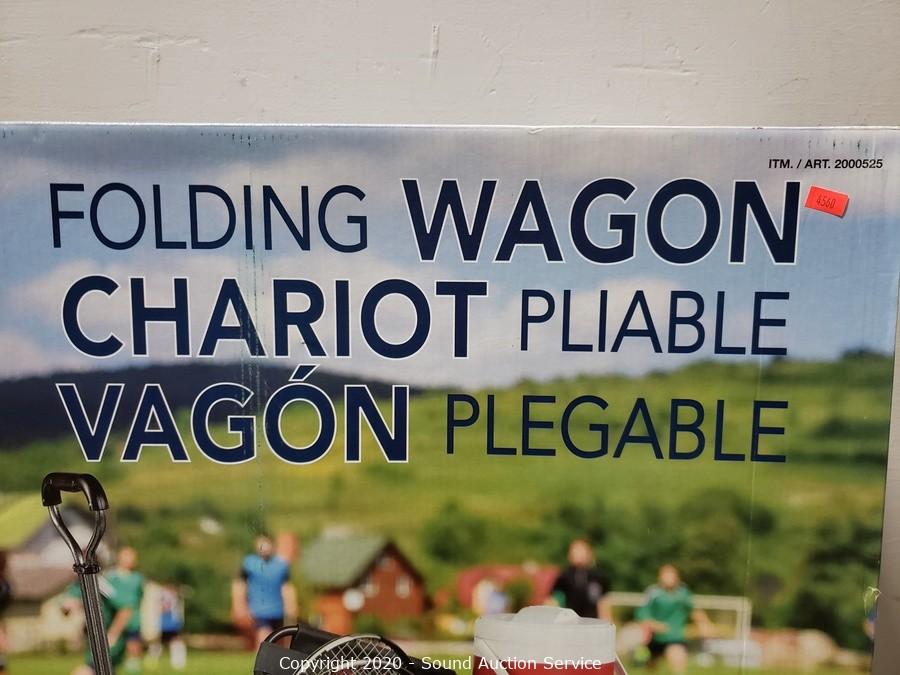 ITM. / ART. 2000525
FOLDING WAGON
4560
CHARIOT PLIABLE
VAGÓN PLEGABLE
Copyright 2020 - Sound Auction Service